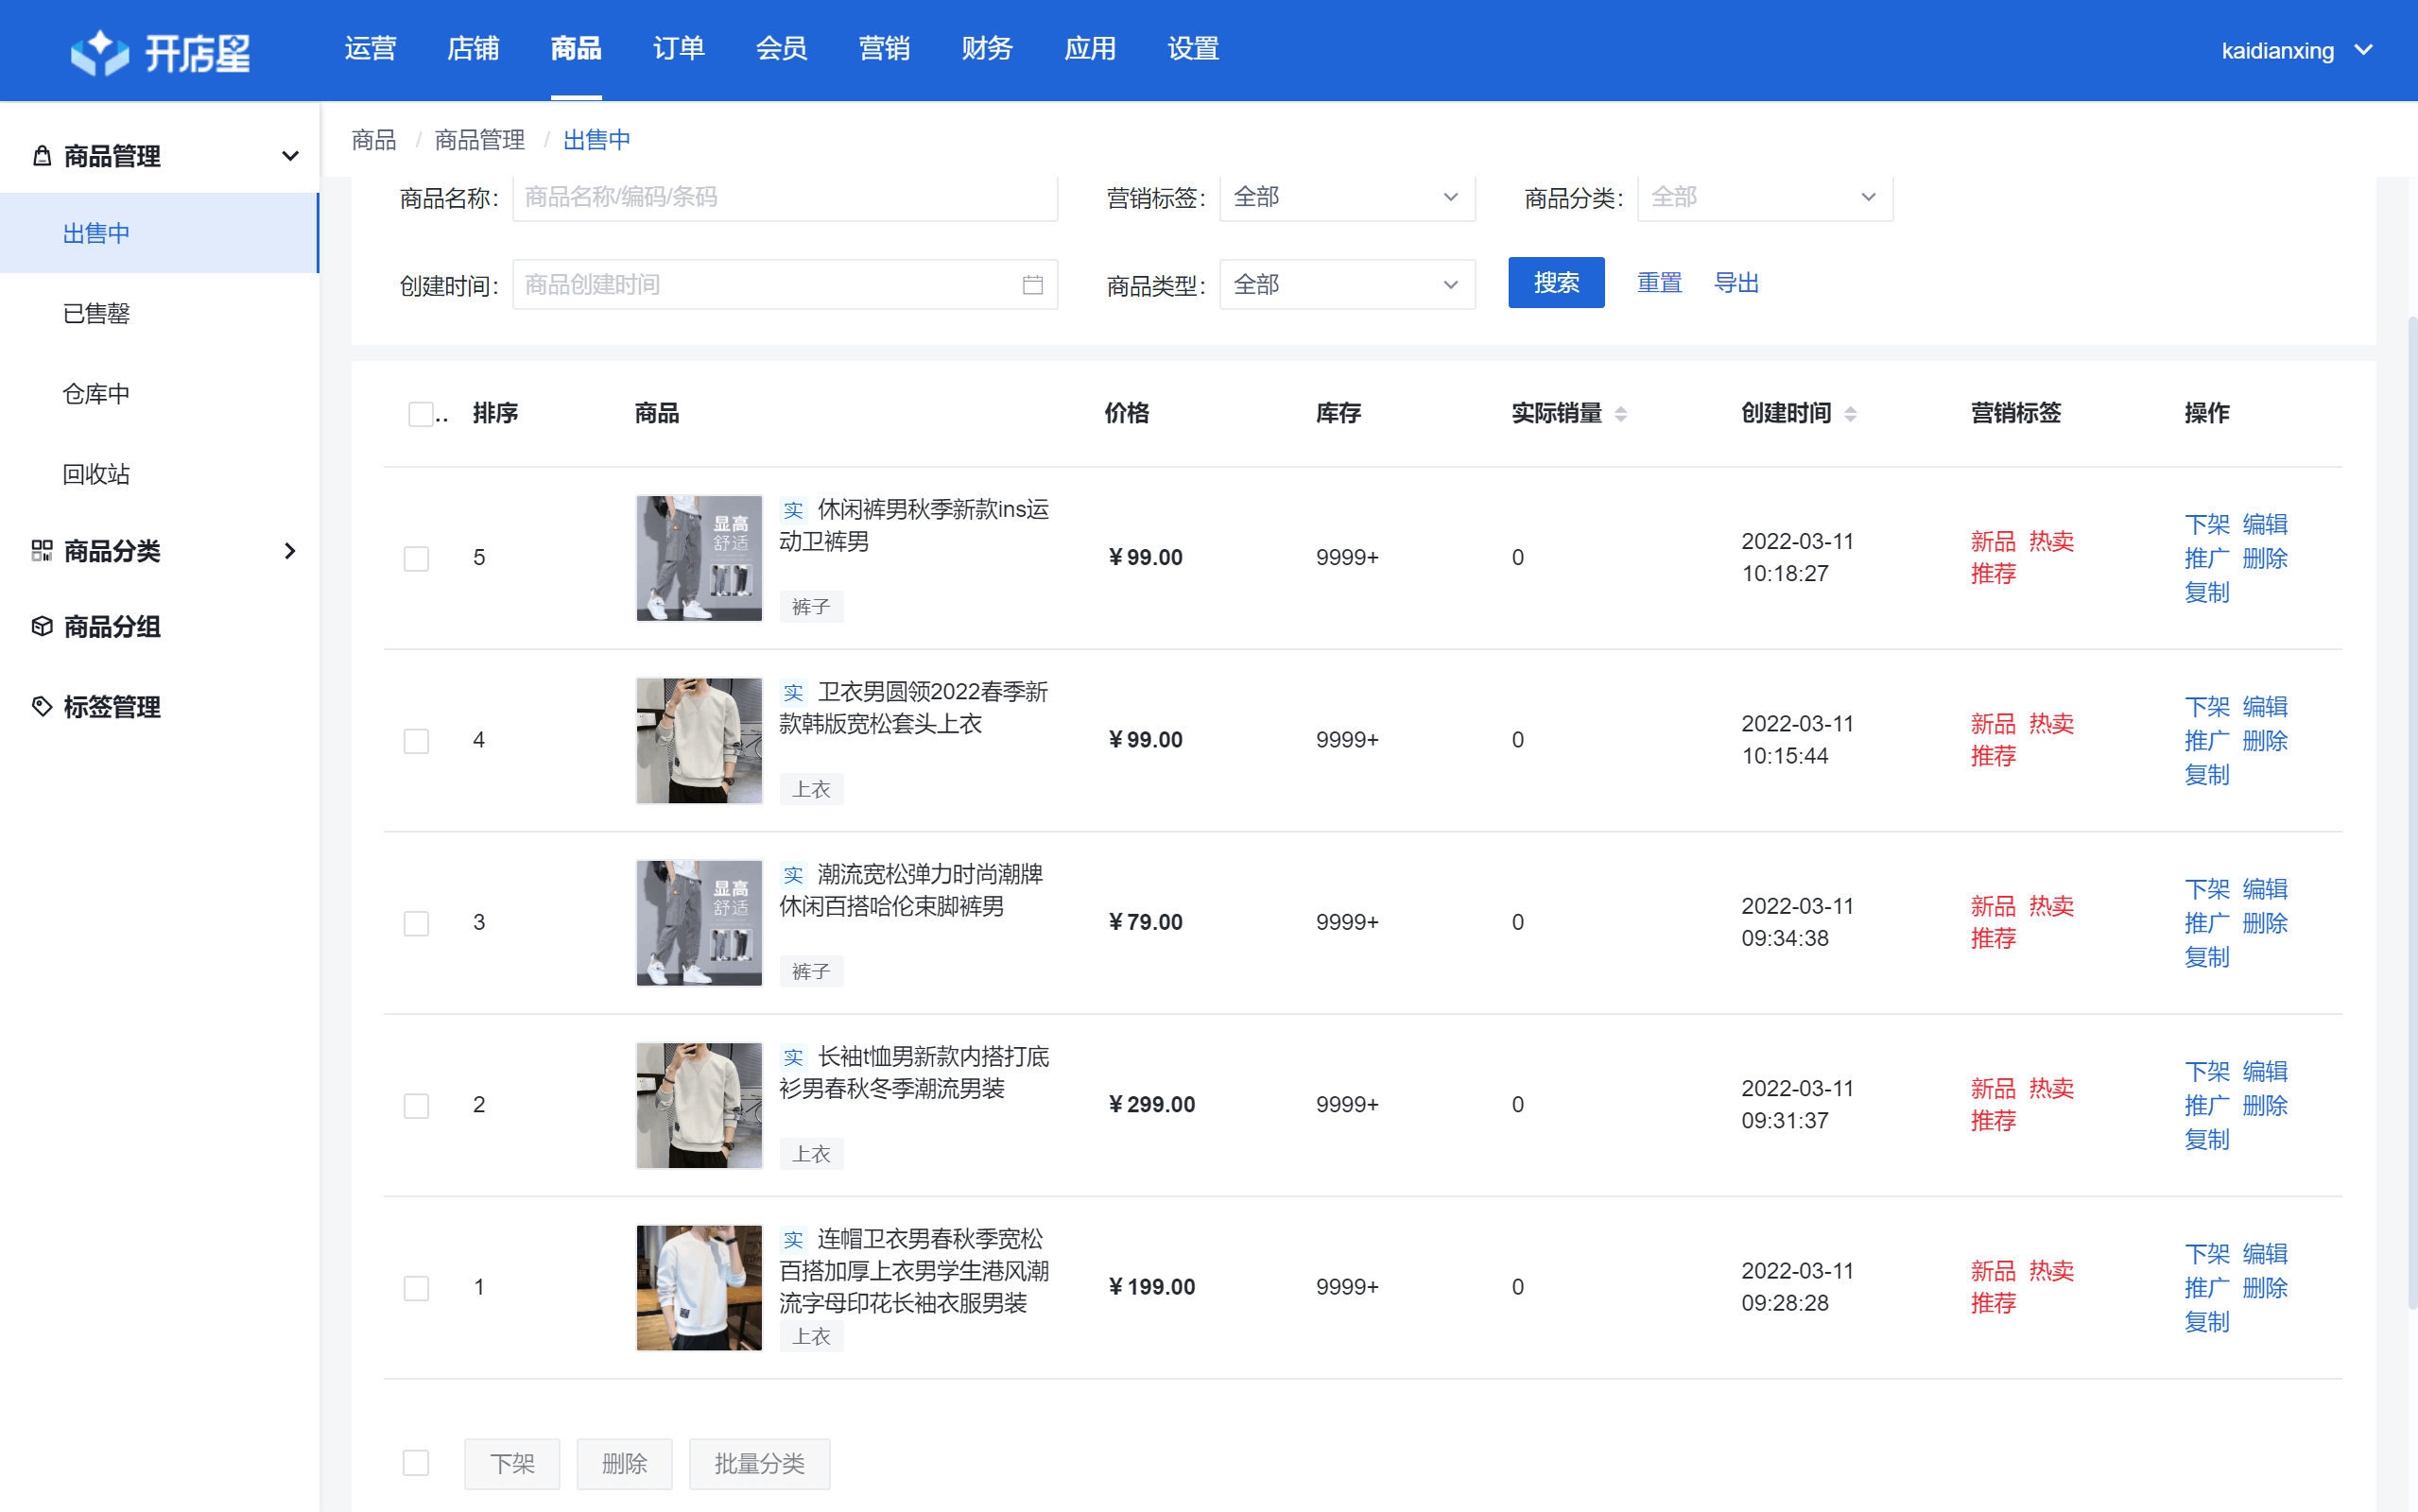 开店星 运营 店铺 商品 订单 会员 营销 财务 应用 设置 kaidianxing
商品管理
出售中
已售罄
仓库中
回收站
商品分类
商品分组
标签管理
商品 / 商品管理 / 出售中
商品名称： 商品名称/编码/条码 营销标签： 全部 商品分类： 全部
创建时间： 商品创建时间 商品类型： 全部 搜索 重置 导出
.. 排序 商品 价格 库存 实际销量 创建时间 营销标签 操作
显高
舒适
5 实 休闲裤男秋季新款ins运
动卫裤男
裤子
¥99.00 9999+ 0
2022-03-11
10:18:27
新品 热卖
推荐
下架 编辑
推广 删除
复制
4 实 卫衣男圆领2022春季新
款韩版宽松套头上衣
上衣
¥99.00 9999+ 0
2022-03-11
10:15:44
新品 热卖
推荐
下架 编辑
推广 删除
复制
显高
舒适
3 实 潮流宽松弹力时尚潮牌
休闲百搭哈伦束脚裤男
裤子
¥79.00 9999+ 0
2022-03-11
09:34:38
新品 热卖
推荐
下架 编辑
推广 删除
复制
2 实 长袖t恤男新款内搭打底
衫男春秋冬季潮流男装
上衣
¥299.00 9999+ 0
2022-03-11
09:31:37
新品 热卖
推荐
下架 编辑
推广 删除
复制
1 实 连帽卫衣男春秋季宽松
百搭加厚上衣男学生港风潮
流字母印花长袖衣服男装
上衣
¥199.00 9999+ 0
2022-03-11
09:28:28
新品 热卖
推荐
下架 编辑
推广 删除
复制
下架 删除 批量分类